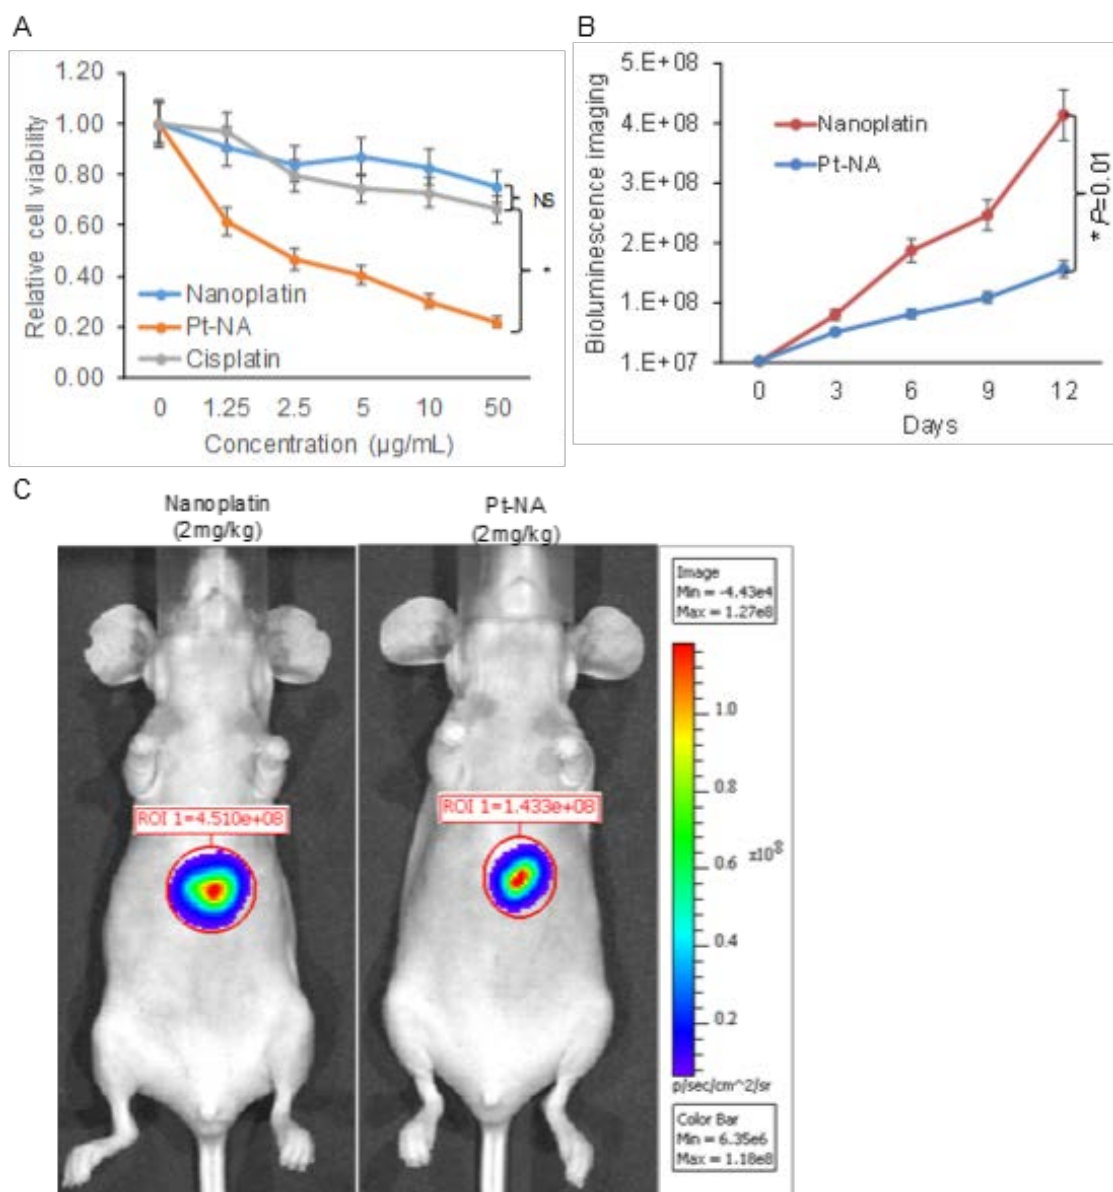 A
1.20
1.00
0.80
0.60
0.40
0.20
0.00
Relative cell viability
Nanoplatin
Pt-NA
Cisplatin
NS
*
0 1.25 2.5 5 10 50
Concentration (µg/mL)
B
5.E+08
4.E+08
3.E+08
2.E+08
1.E+08
1.E+07
Bioluminescence imaging
Nanoplatin
Pt-NA
* P=0.01
0 3 6 9 12
Days
C
Nanoplatin
(2mg/kg)
Pt-NA
(2mg/kg)
ROI 1=4.510e+08
ROI 1=1.433e+08
Image
Min = -4.43e4
Max = 1.27e8
1.0
0.8
0.6
x10^8
0.4
0.2
p/sec/cm^2/sr
Color Bar
Min = 6.35e6
Max = 1.18e8